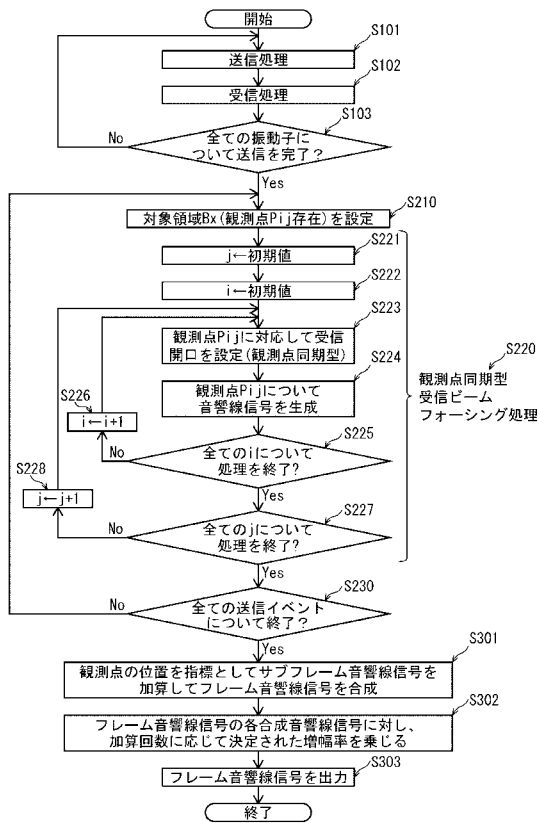 開始
S101
送信処理
S102
受信処理
S103
全ての振動子に
ついて送信を完了？
No
Yes
S210
対象領域Bx(観測点Pij存在)を設定
S221
j←初期値
S222
i←初期値
S223
観測点Pijに対応して受信
開口を設定(観測点同期型)
S224
観測点Pijについて
音響線信号を生成
S220
観測点同期型
受信ビーム
フォーシング処理
S226
i←i+1
S225
全てのiについて
処理を終了?
No
Yes
S228
j←j+1
S227
全てのjについて
処理を終了?
No
Yes
S230
全ての送信イベント
について終了？
No
Yes
S301
観測点の位置を指標としてサブフレーム音響線信号を
加算してフレーム音響線信号を合成
S302
フレーム音響線信号の各合成音響線信号に対し、
加算回数に応じて決定された増幅率を乗じる
S303
フレーム音響線信号を出力
終了